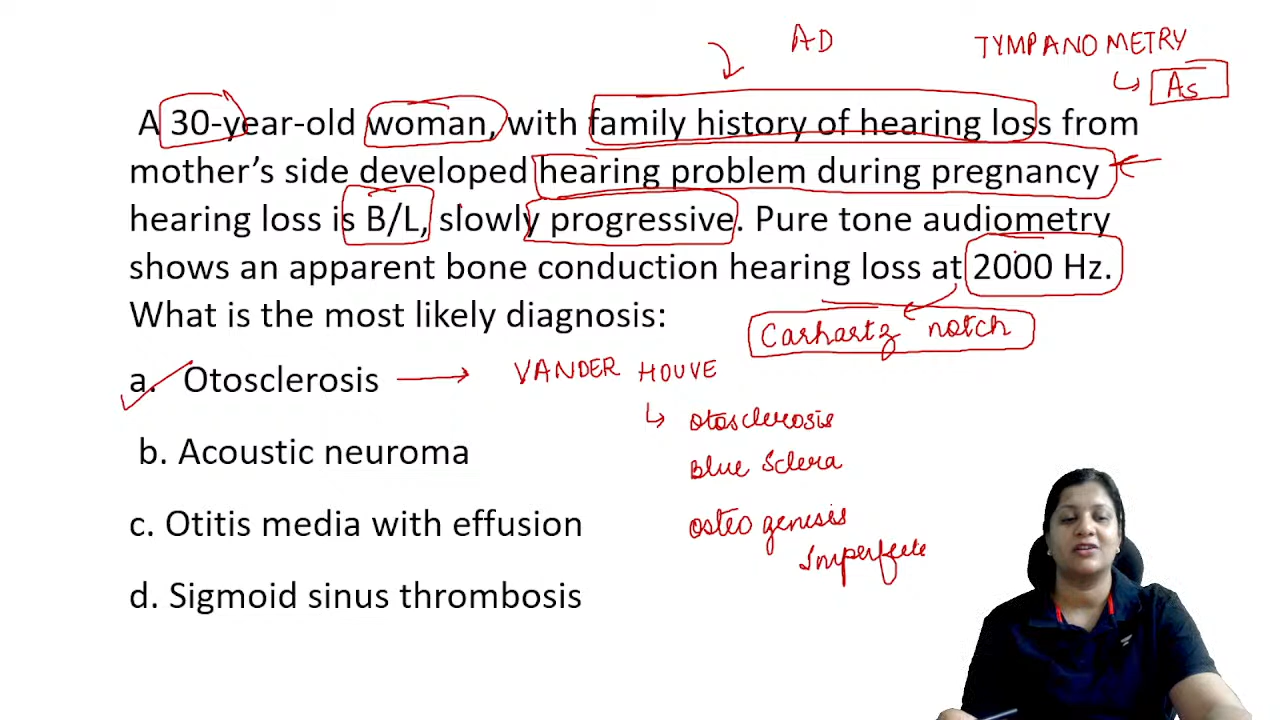 AD
TYMPANOMETRY
As
A 30-year-old woman, with family history of hearing loss from
mother’s side developed hearing problem during pregnancy
hearing loss is B/L, slowly progressive. Pure tone audiometry
shows an apparent bone conduction hearing loss at 2000 Hz.
What is the most likely diagnosis:
Carhartz notch
a. Otosclerosis
VANDER HOUVE
otosclerosis
b. Acoustic neuroma
Blue Sclera
c. Otitis media with effusion
osteo genesis
Imperfecte
d. Sigmoid sinus thrombosis